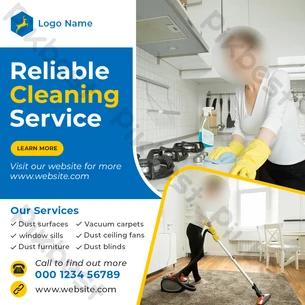 Logo Name
Reliable
Cleaning
Service
LEARN MORE
Visit our website for more
www.website.com
Our Services
✓ Dust surfaces ✓ Vacuum carpets
✓ window sills ✓ Dust ceiling fans
✓ Dust furniture ✓ Dust blinds
Call to find out more
000 1234 56789
www.website.com